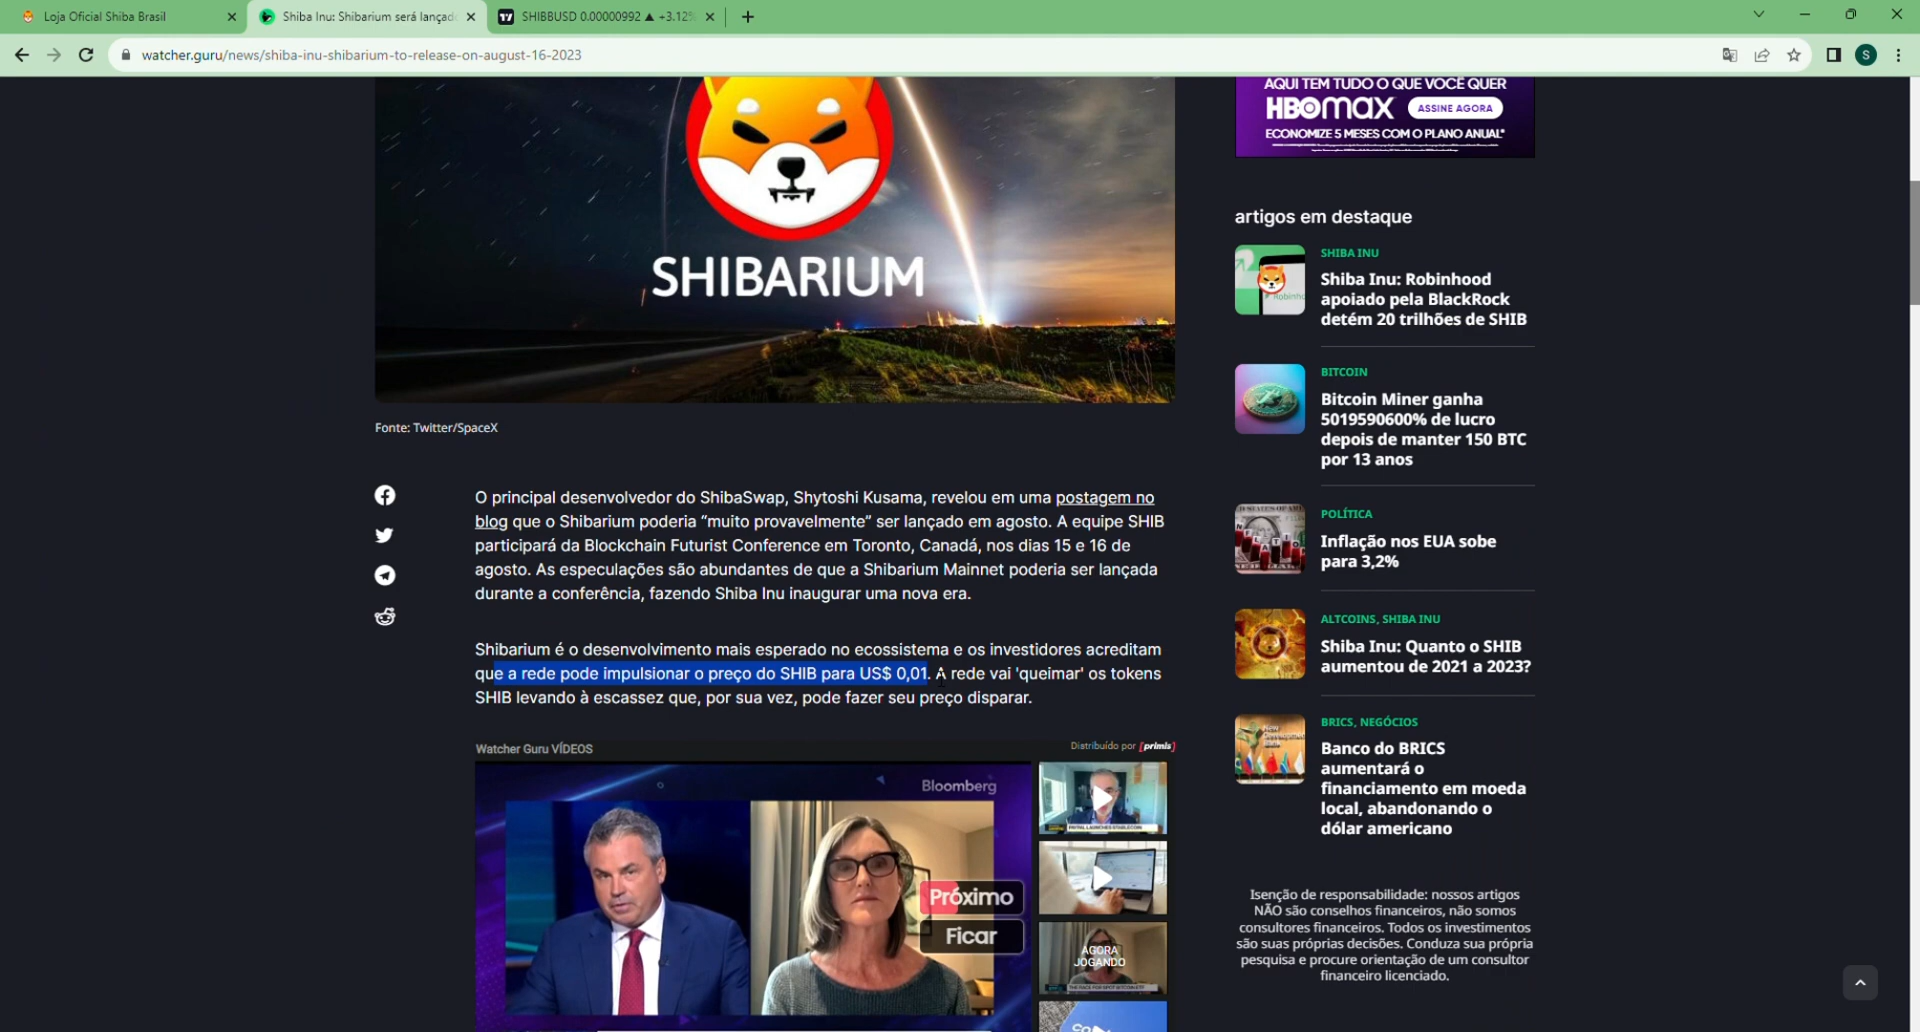 Loja Oficial Shiba Brasil
Shiba Inu: Shibarium será lançado
SHIBBUSD 0.00000992 ▲ +3.12%
watcher.guru/news/shiba-inu-shibarium-to-release-on-august-16-2023
S
SHIBARIUM
Fonte: Twitter/SpaceX
O principal desenvolvedor do ShibaSwap, Shytoshi Kusama, revelou em uma postagem no
blog que o Shibarium poderia “muito provavelmente” ser lançado em agosto. A equipe SHIB
participará da Blockchain Futurist Conference em Toronto, Canadá, nos dias 15 e 16 de
agosto. As especulações são abundantes de que a Shibarium Mainnet poderia ser lançada
durante a conferência, fazendo Shiba Inu inaugurar uma nova era.
Shibarium é o desenvolvimento mais esperado no ecossistema e os investidores acreditam
que a rede pode impulsionar o preço do SHIB para US$ 0,01. A rede vai 'queimar' os tokens
SHIB levando à escassez que, por sua vez, pode fazer seu preço disparar.
Watcher Guru VÍDEOS
Distribuído por [primis]
Bloomberg
Próximo
Ficar
AGORA
JOGANDO
AQUI TEM TUDO O QUE VOCÊ QUER
HBOMAX ASSINE AGORA
ECONOMIZE 5 MESES COM O PLANO ANUAL*
artigos em destaque
SHIBA INU
Shiba Inu: Robinhood
apoiado pela BlackRock
detém 20 trilhões de SHIB
BITCOIN
Bitcoin Miner ganha
5019590600% de lucro
depois de manter 150 BTC
por 13 anos
POLÍTICA
Inflação nos EUA sobe
para 3,2%
ALTCOINS, SHIBA INU
Shiba Inu: Quanto o SHIB
aumentou de 2021 a 2023?
BRICS, NEGÓCIOS
Banco do BRICS
aumentará o
financiamento em moeda
local, abandonando o
dólar americano
Isenção de responsabilidade: nossos artigos
NÃO são conselhos financeiros, não somos
consultores financeiros. Todos os investimentos
são suas próprias decisões. Conduza sua própria
pesquisa e procure orientação de um consultor
financeiro licenciado.